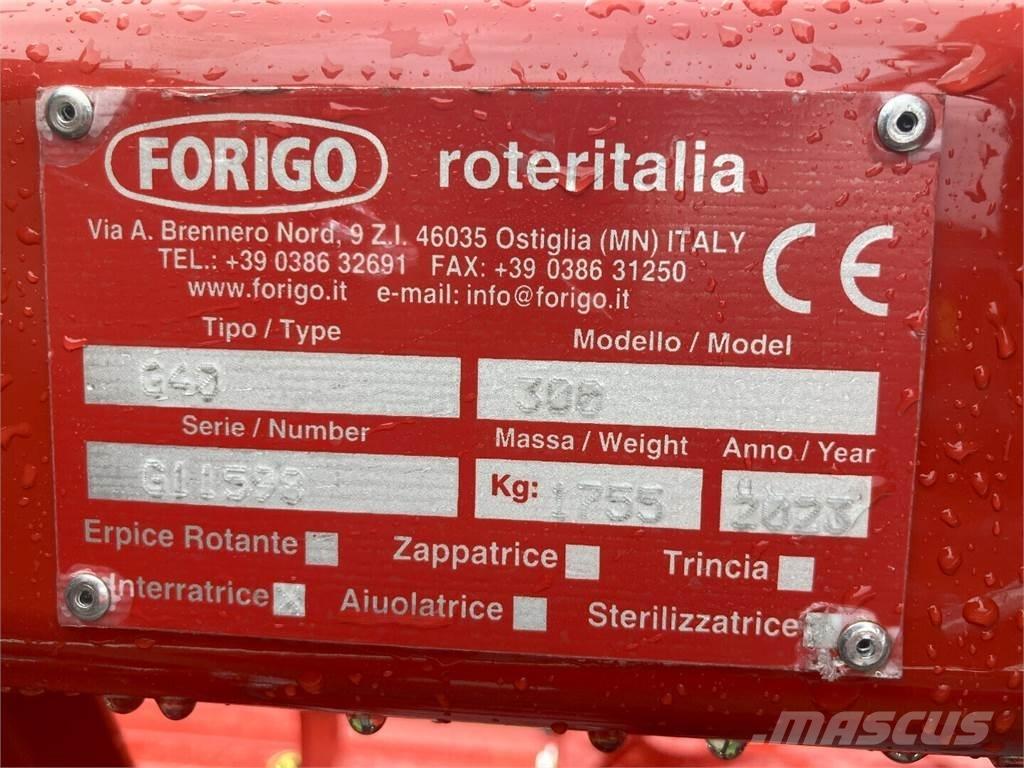 FORIGO roteritalia
Via A. Brennero Nord, 9 Z.I. 46035 Ostiglia (MN) ITALY
TEL.: +39 0386 32691 FAX: +39 0386 31250
www.forigo.it e-mail: info@forigo.it
CE
Tipo / Type Modello / Model
G40 300
Serie / Number Massa / Weight Anno / Year
Kg: 1755 2023
Erpice Rotante Zappatrice Trincia
Interratrice Aiuolatrice Sterilizzatrice
MASCUS